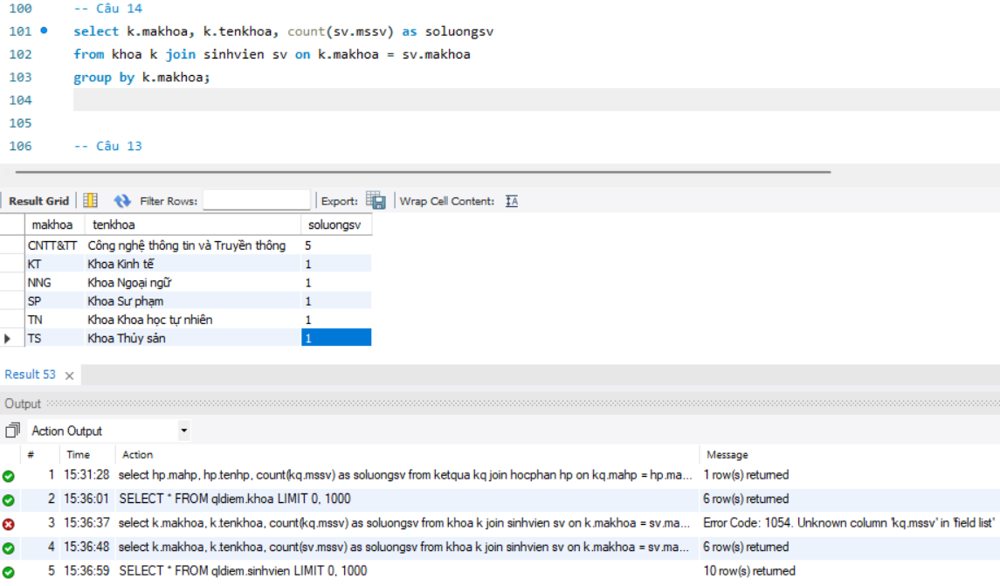 100 -- Câu 14
101 select k.makhoa, k.tenkhoa, count(sv.mssv) as soluongsv
102 from khoa k join sinhvien sv on k.makhoa = sv.makhoa
103 group by k.makhoa;
104
105
106 -- Câu 13
Result Grid Filter Rows: Export: Wrap Cell Content: IA
makhoa tenkhoa soluongsv
CNTT&TT Công nghệ thông tin và Truyền thông 5
KT Khoa Kinh tế 1
NNG Khoa Ngoại ngữ 1
SP Khoa Sư phạm 1
TN Khoa Khoa học tự nhiên 1
TS Khoa Thủy sản 1
Result 53 ×
Output
Action Output
# Time Action Message
1 15:31:28 select hp.mahp, hp.tenhp, count(kq.mssv) as soluongsv from ketqua kq join hocphan hp on kq.mahp = hp.ma... 1 row(s) returned
2 15:36:01 SELECT * FROM qldiem.khoa LIMIT 0, 1000 6 row(s) returned
3 15:36:37 select k.makhoa, k.tenkhoa, count(kq.mssv) as soluongsv from khoa k join sinhvien sv on k.makhoa = sv.ma... Error Code: 1054. Unknown column 'kq.mssv' in 'field list'
4 15:36:48 select k.makhoa, k.tenkhoa, count(sv.mssv) as soluongsv from khoa k join sinhvien sv on k.makhoa = sv.ma... 6 row(s) returned
5 15:36:59 SELECT * FROM qldiem.sinhvien LIMIT 0, 1000 10 row(s) returned